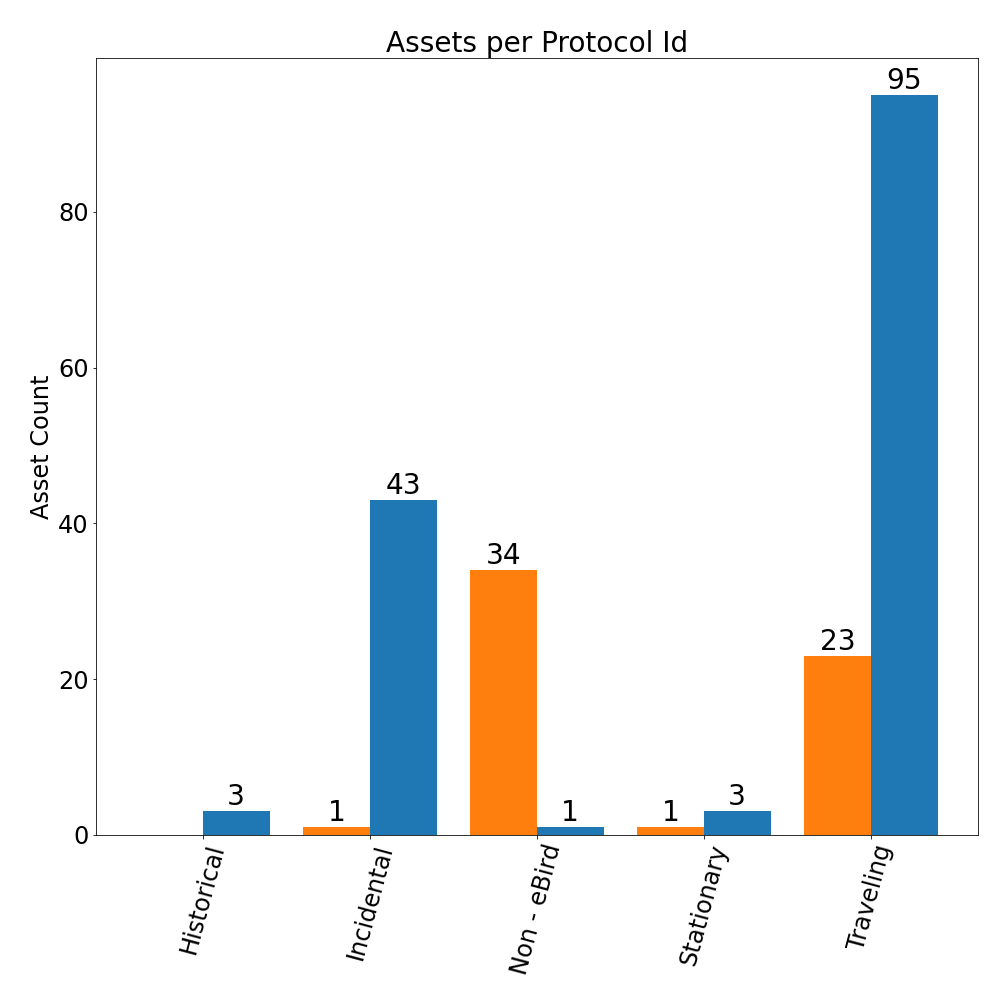 Assets per Protocol Id
Asset Count
80
60
40
20
0
3
1
43
34
1
1
3
23
95
Historical
Incidental
Non - eBird
Stationary
Traveling